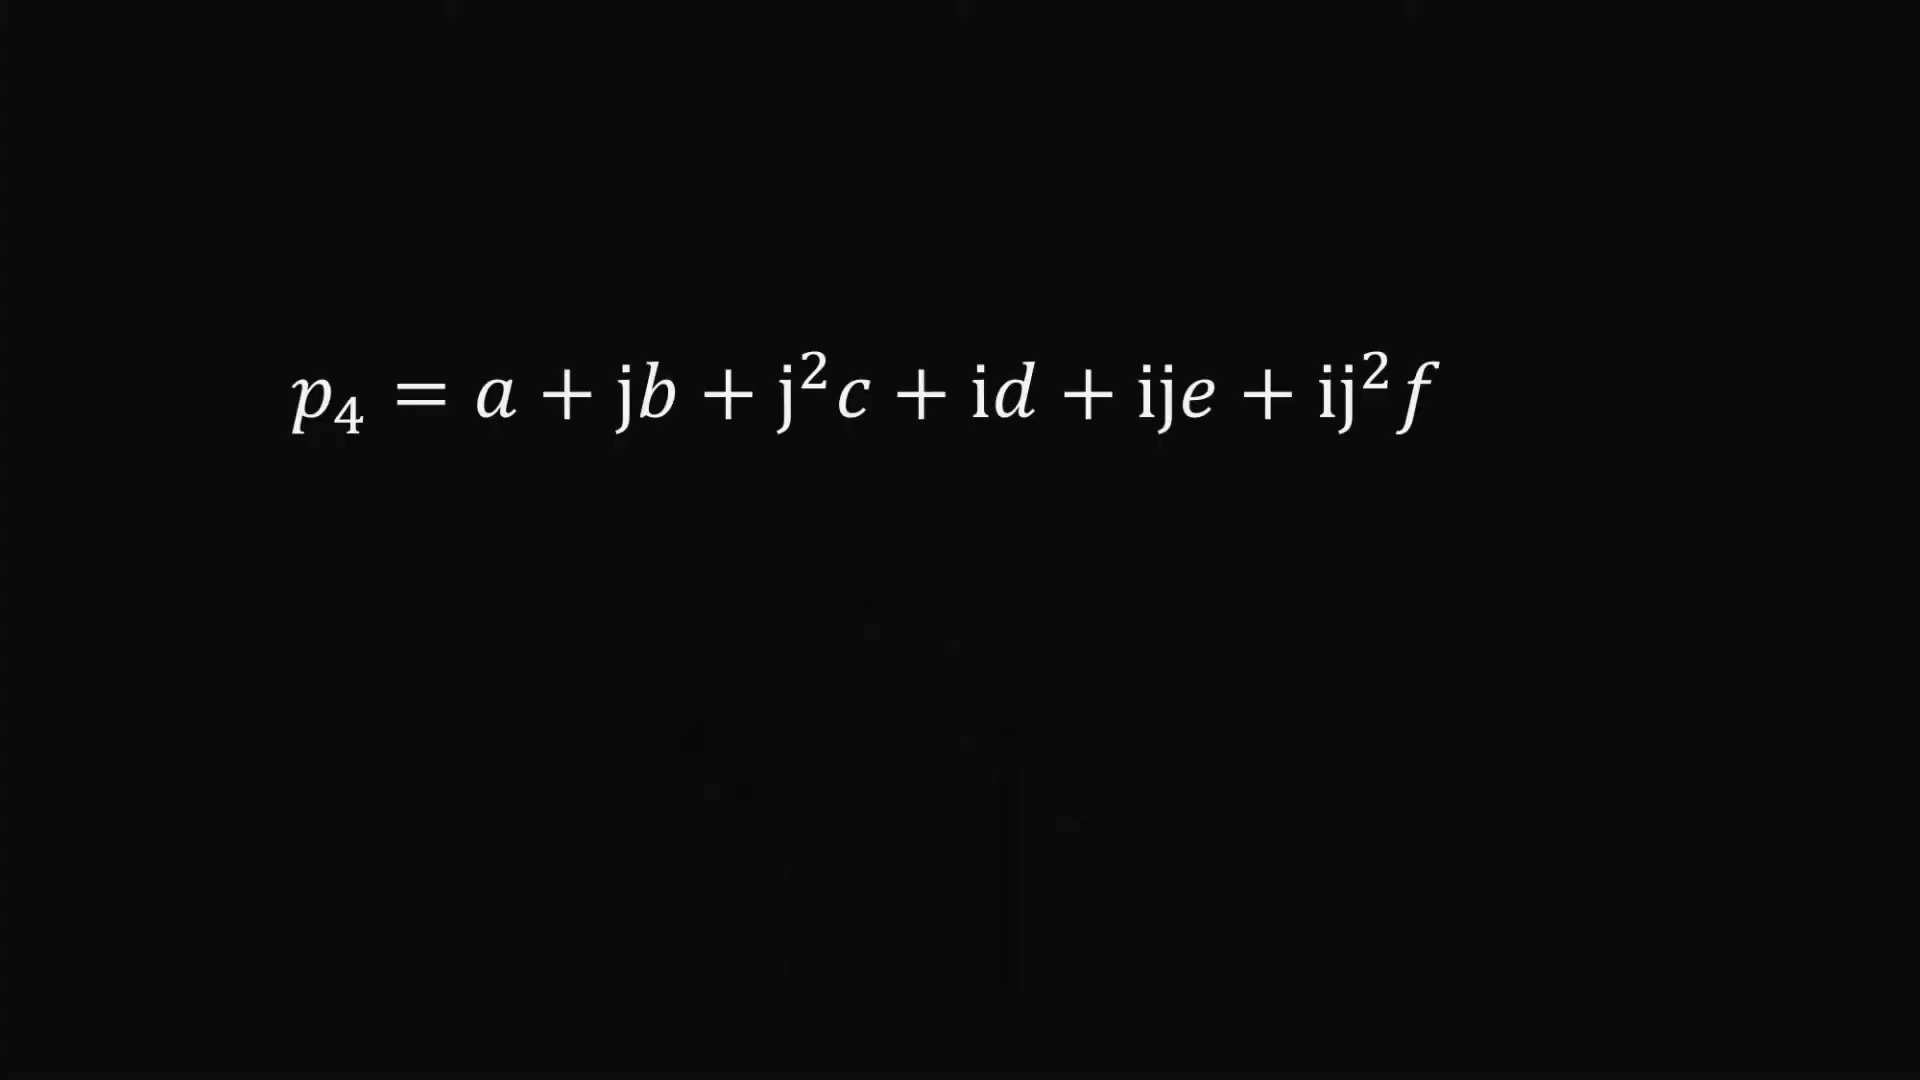 p₄ = a + jb + j²c + id + ije + ij²f